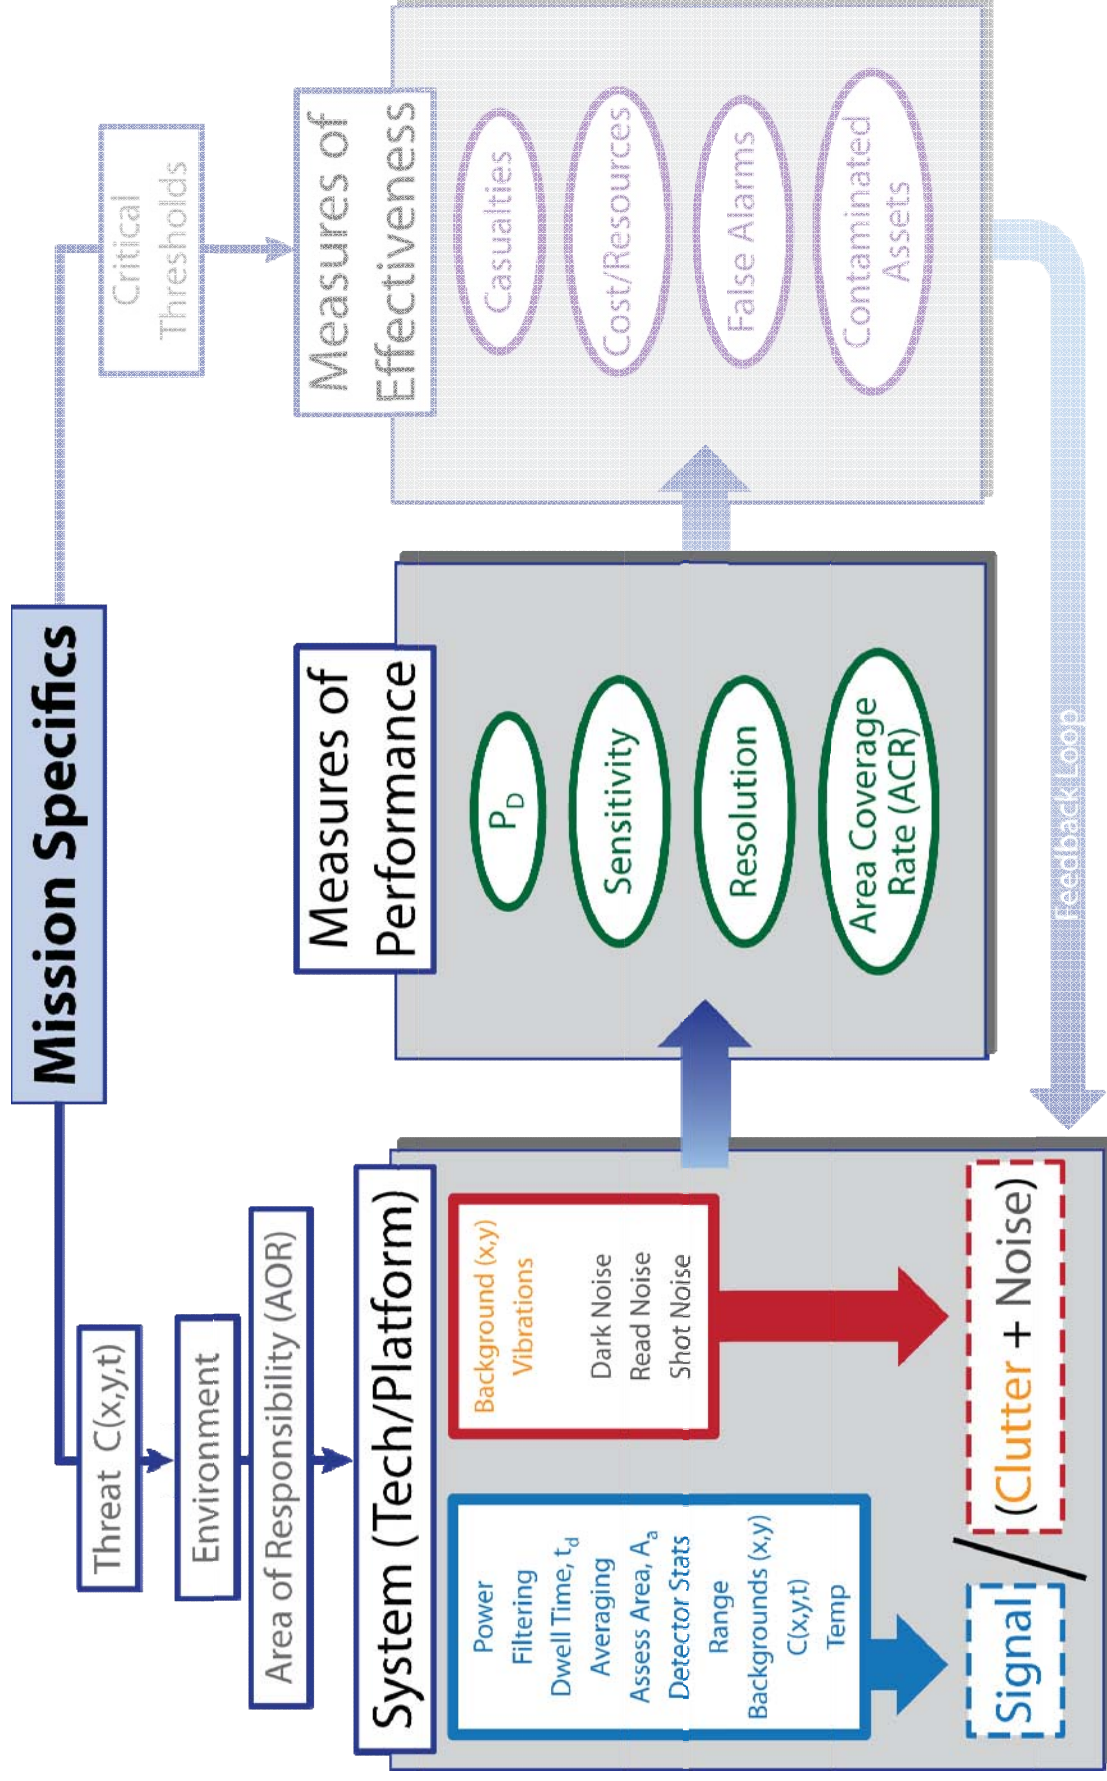 Mission Specifics
Threat C(x,y,t)
Environment
Area of Responsibility (AOR)
System (Tech/Platform)
Power
Filtering
Dwell Time, t_d
Averaging
Assess Area, A_a
Detector Stats
Range
Backgrounds (x,y)
C(x,y,t)
Temp
Background (x,y)
Vibrations
Dark Noise
Read Noise
Shot Noise
Signal / (Clutter + Noise)
Measures of
Performance
P_D
Sensitivity
Resolution
Area Coverage
Rate (ACR)
Critical
Thresholds
Measures of
Effectiveness
Casualties
Cost/Resources
False Alarms
Contaminated
Assets
Feedback Loop